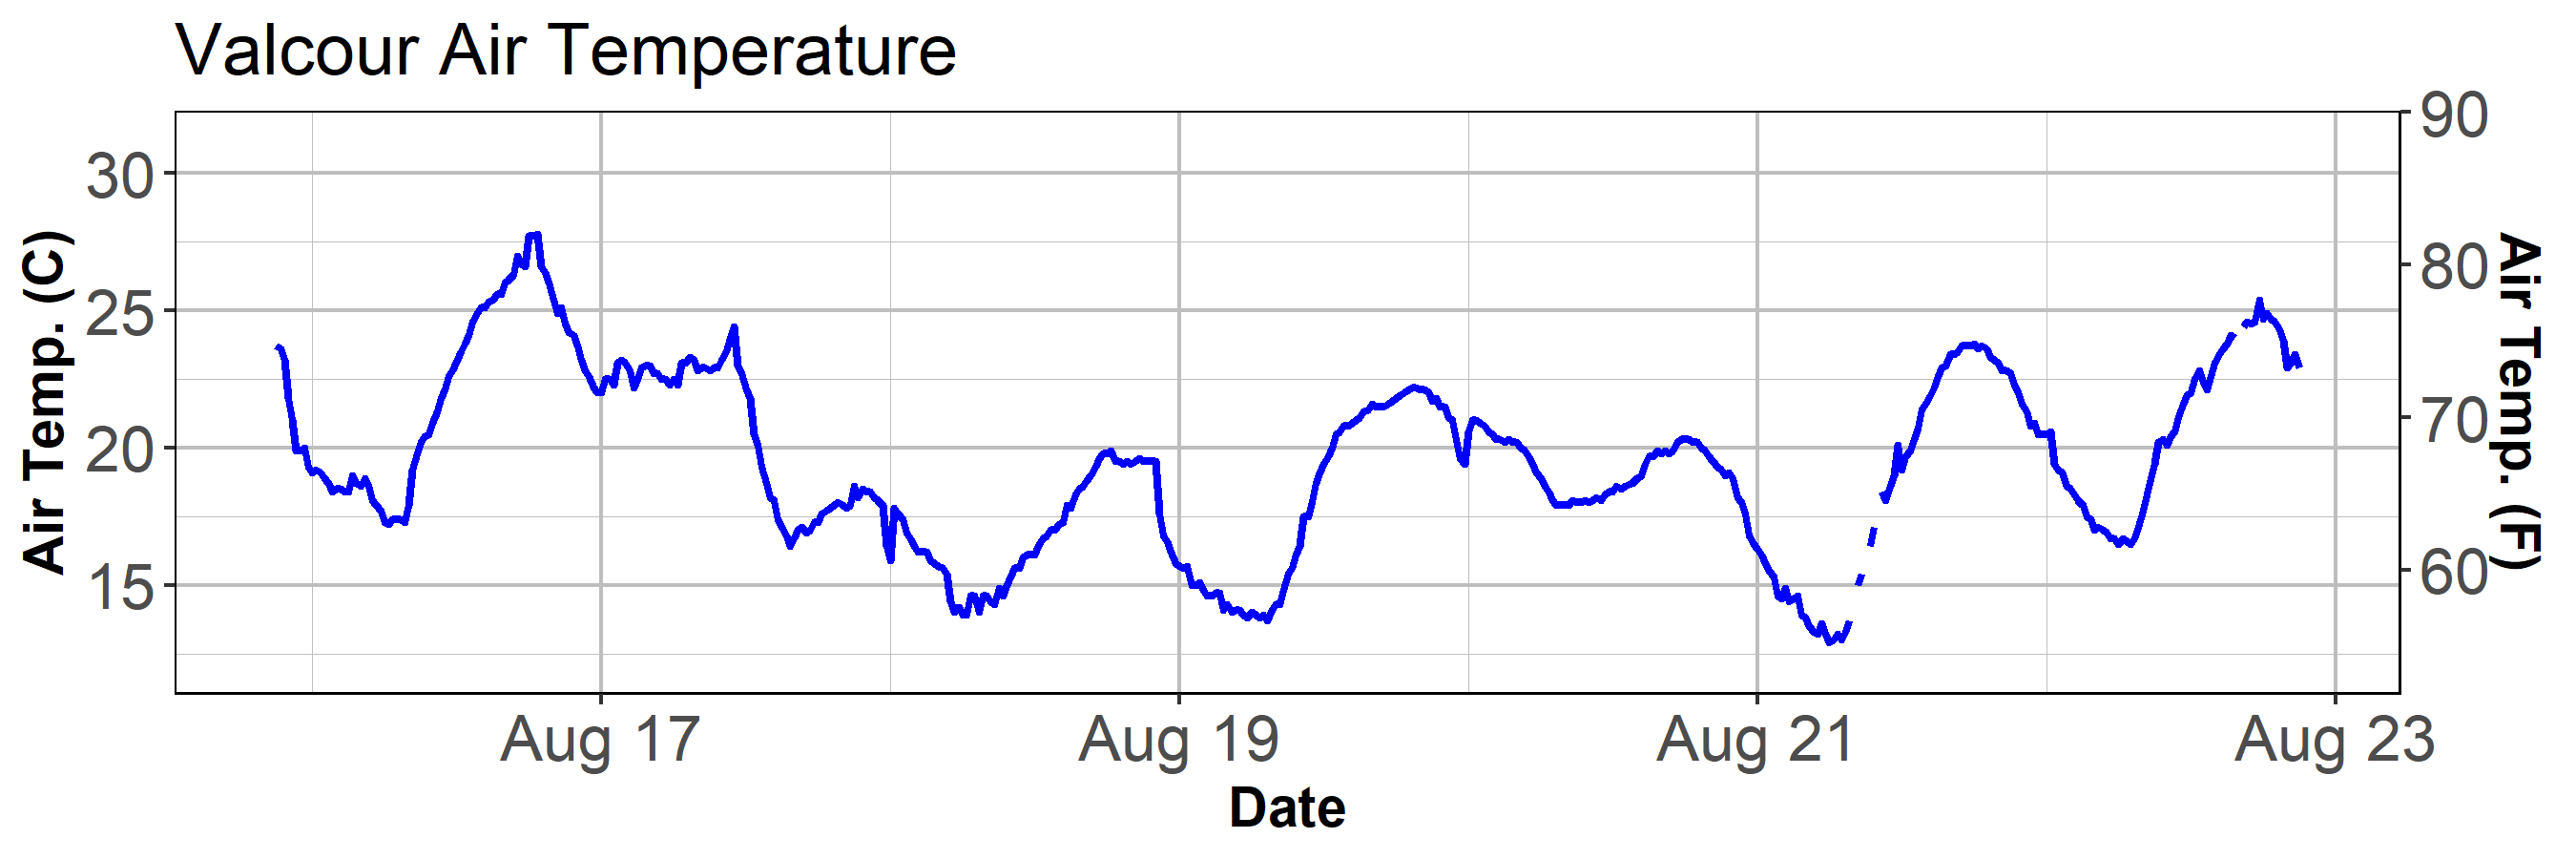 Valcour Air Temperature
Air Temp. (C)
30
25
20
15
90
80
70
60
Air Temp. (F)
Aug 17 Aug 19 Aug 21 Aug 23
Date